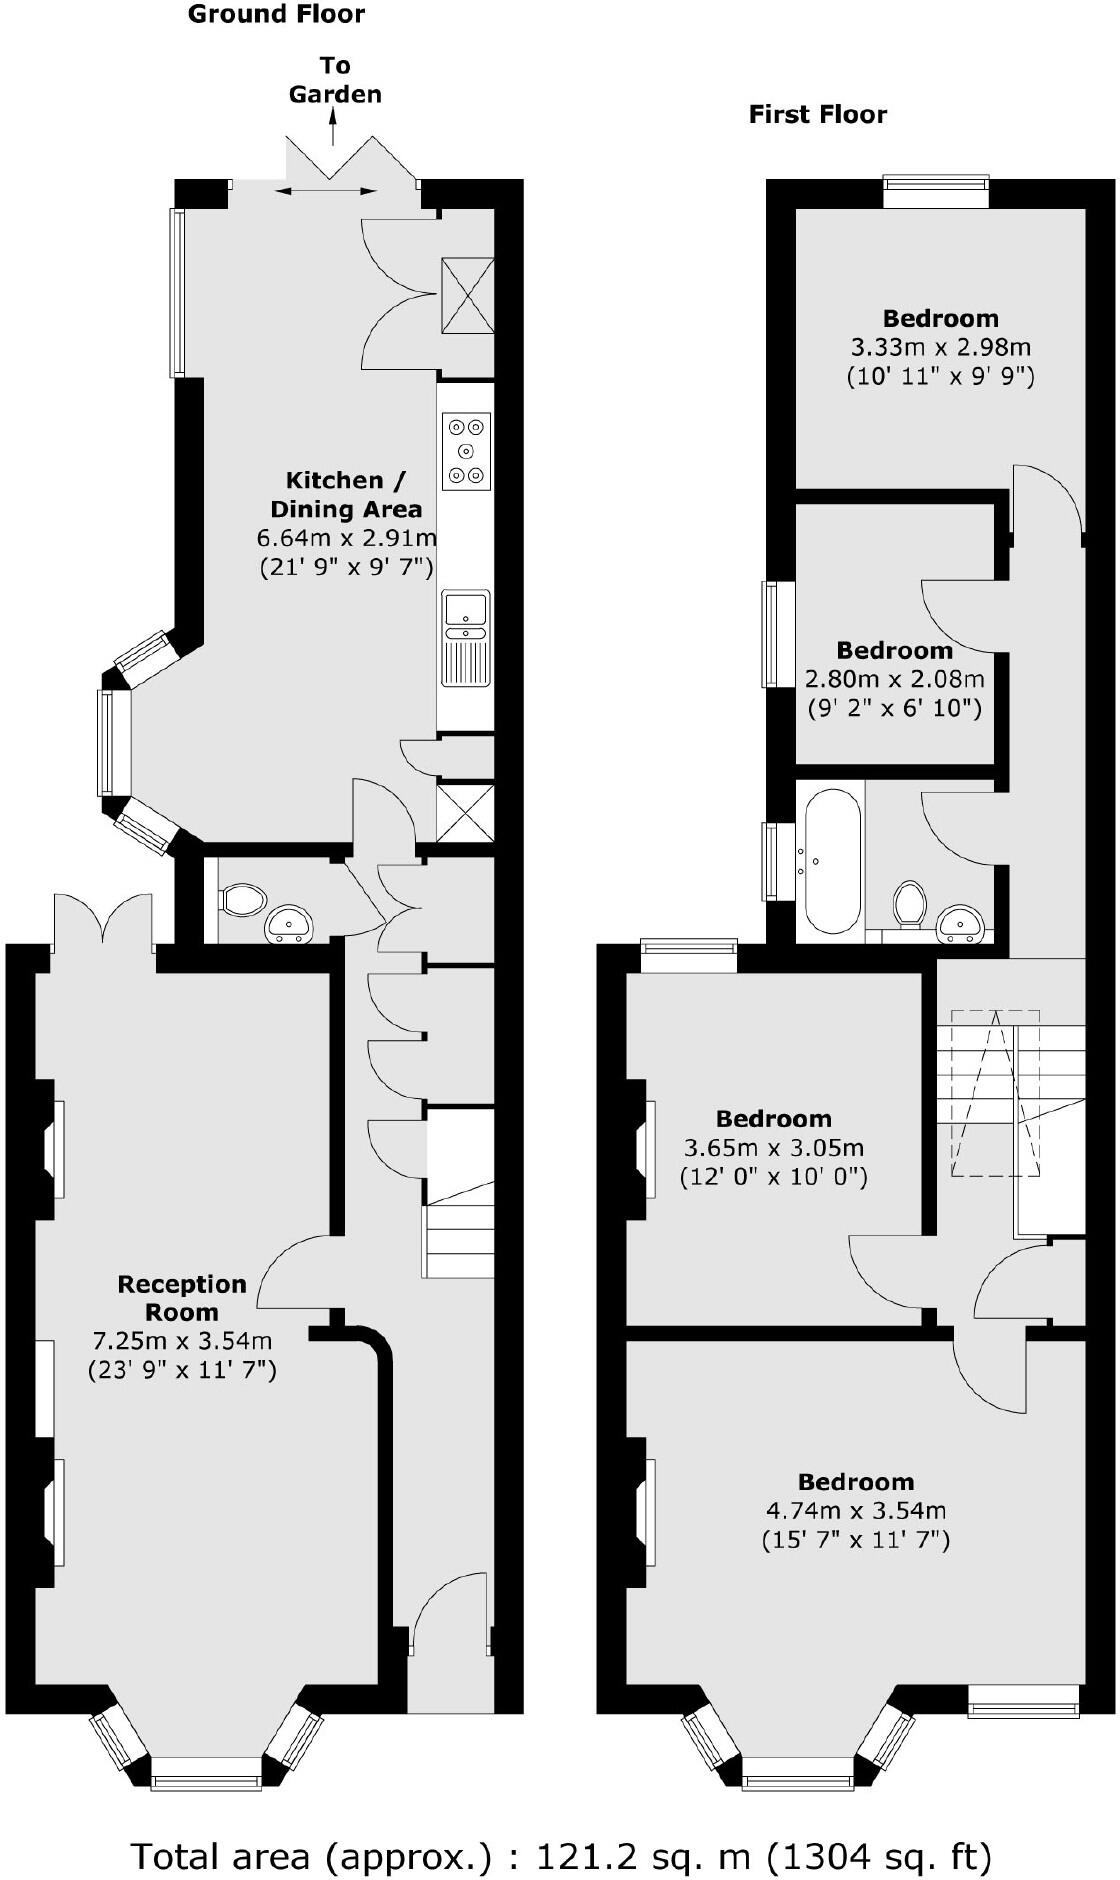 Ground Floor
To
Garden
Kitchen /
Dining Area
6.64m x 2.91m
(21' 9" x 9' 7")
Reception
Room
7.25m x 3.54m
(23' 9" x 11' 7")
First Floor
Bedroom
3.33m x 2.98m
(10' 11" x 9' 9")
Bedroom
2.80m x 2.08m
(9' 2" x 6' 10")
Bedroom
3.65m x 3.05m
(12' 0" x 10' 0")
Bedroom
4.74m x 3.54m
(15' 7" x 11' 7")
Total area (approx.) : 121.2 sq. m (1304 sq. ft)